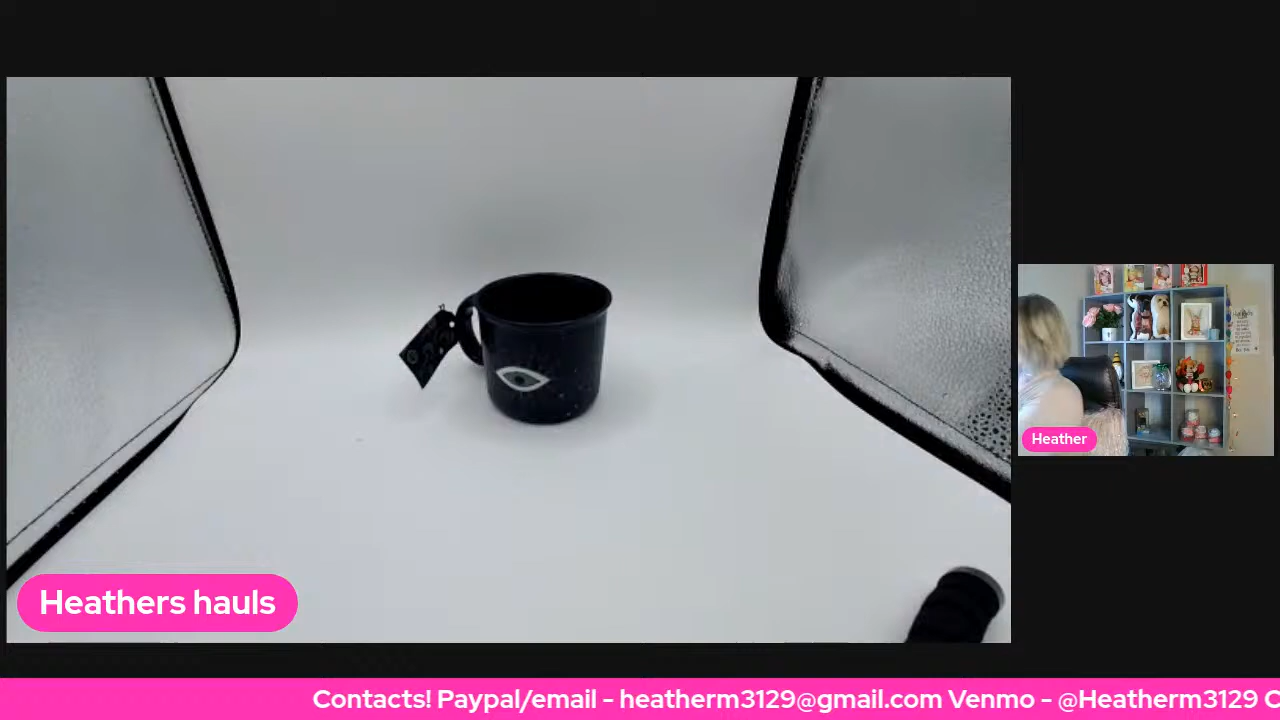 Heather
Heathers hauls
Contacts! Paypal/email - heatherm3129@gmail.com Venmo - @Heatherm3129 C